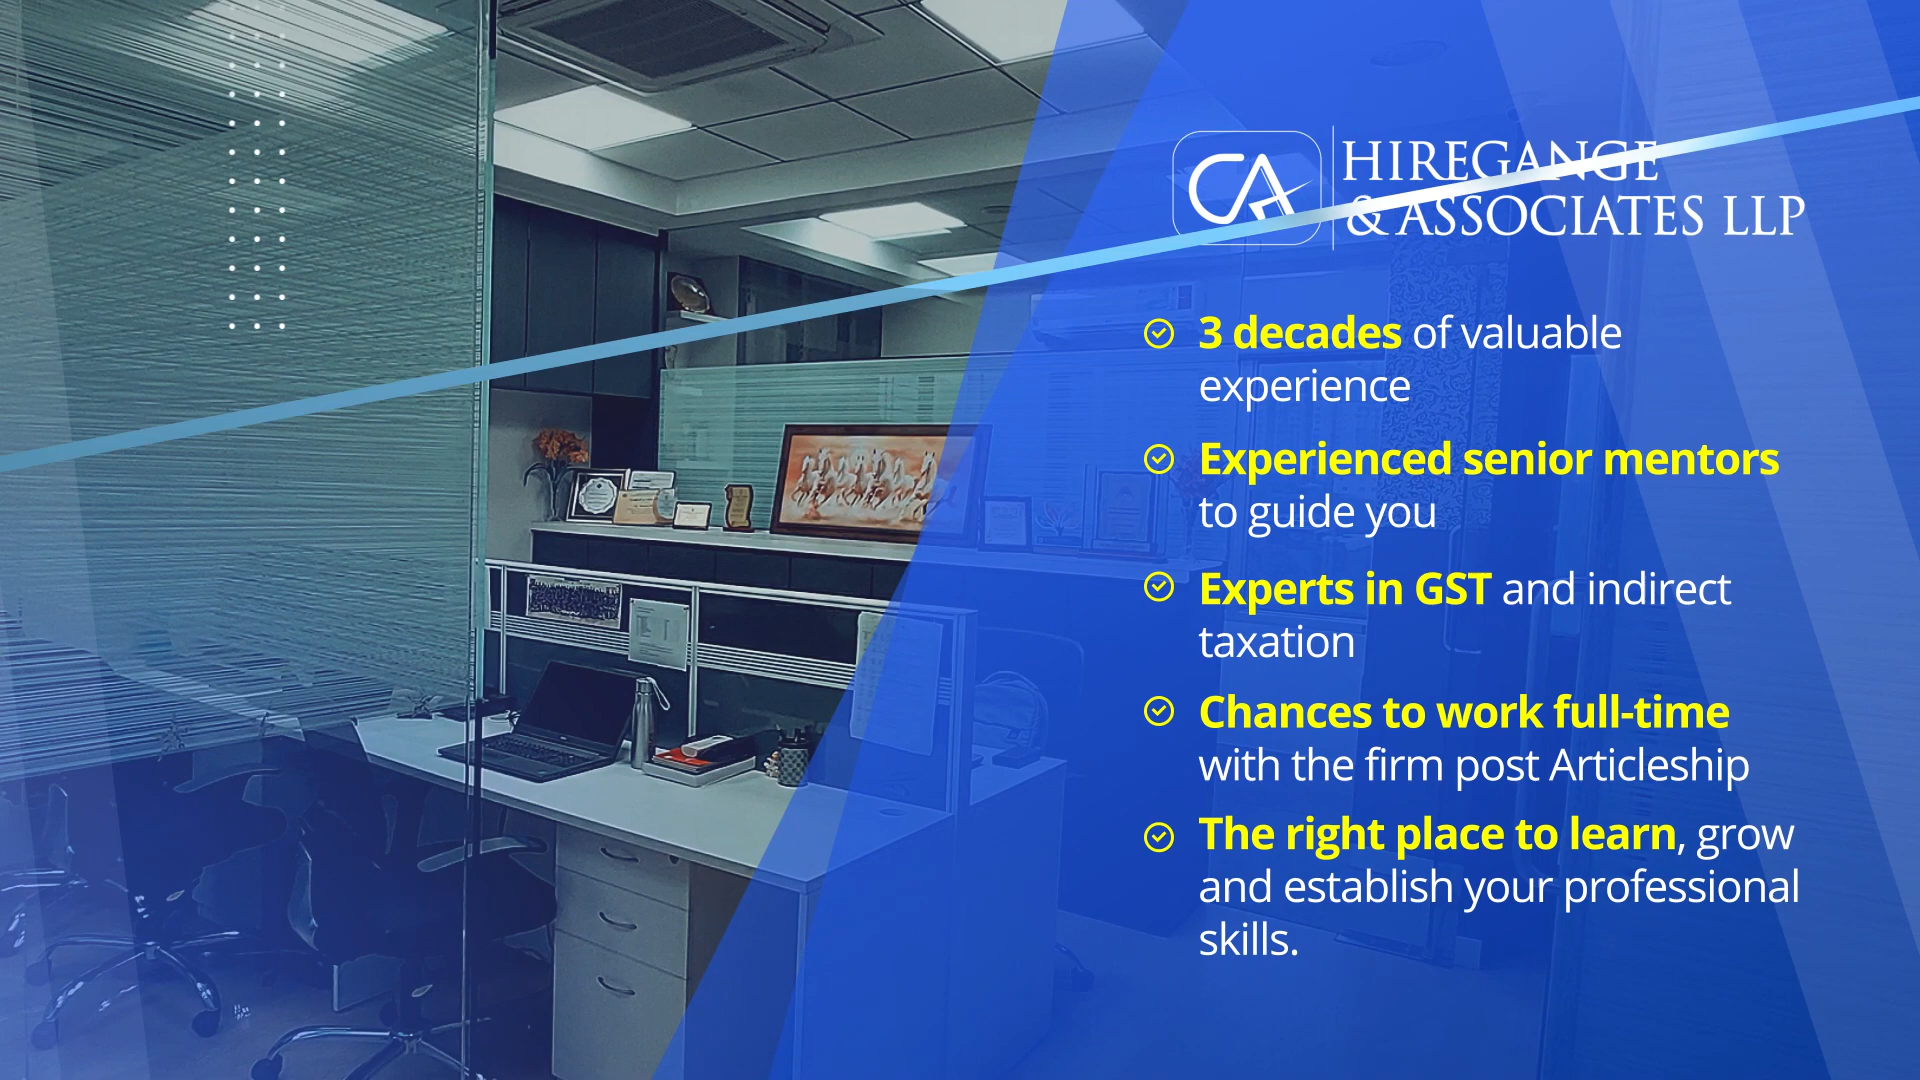 CA
HIREGANGE
& ASSOCIATES LLP
3 decades of valuable
experience
Experienced senior mentors
to guide you
Experts in GST and indirect
taxation
Chances to work full-time
with the firm post Articleship
The right place to learn, grow
and establish your professional
skills.